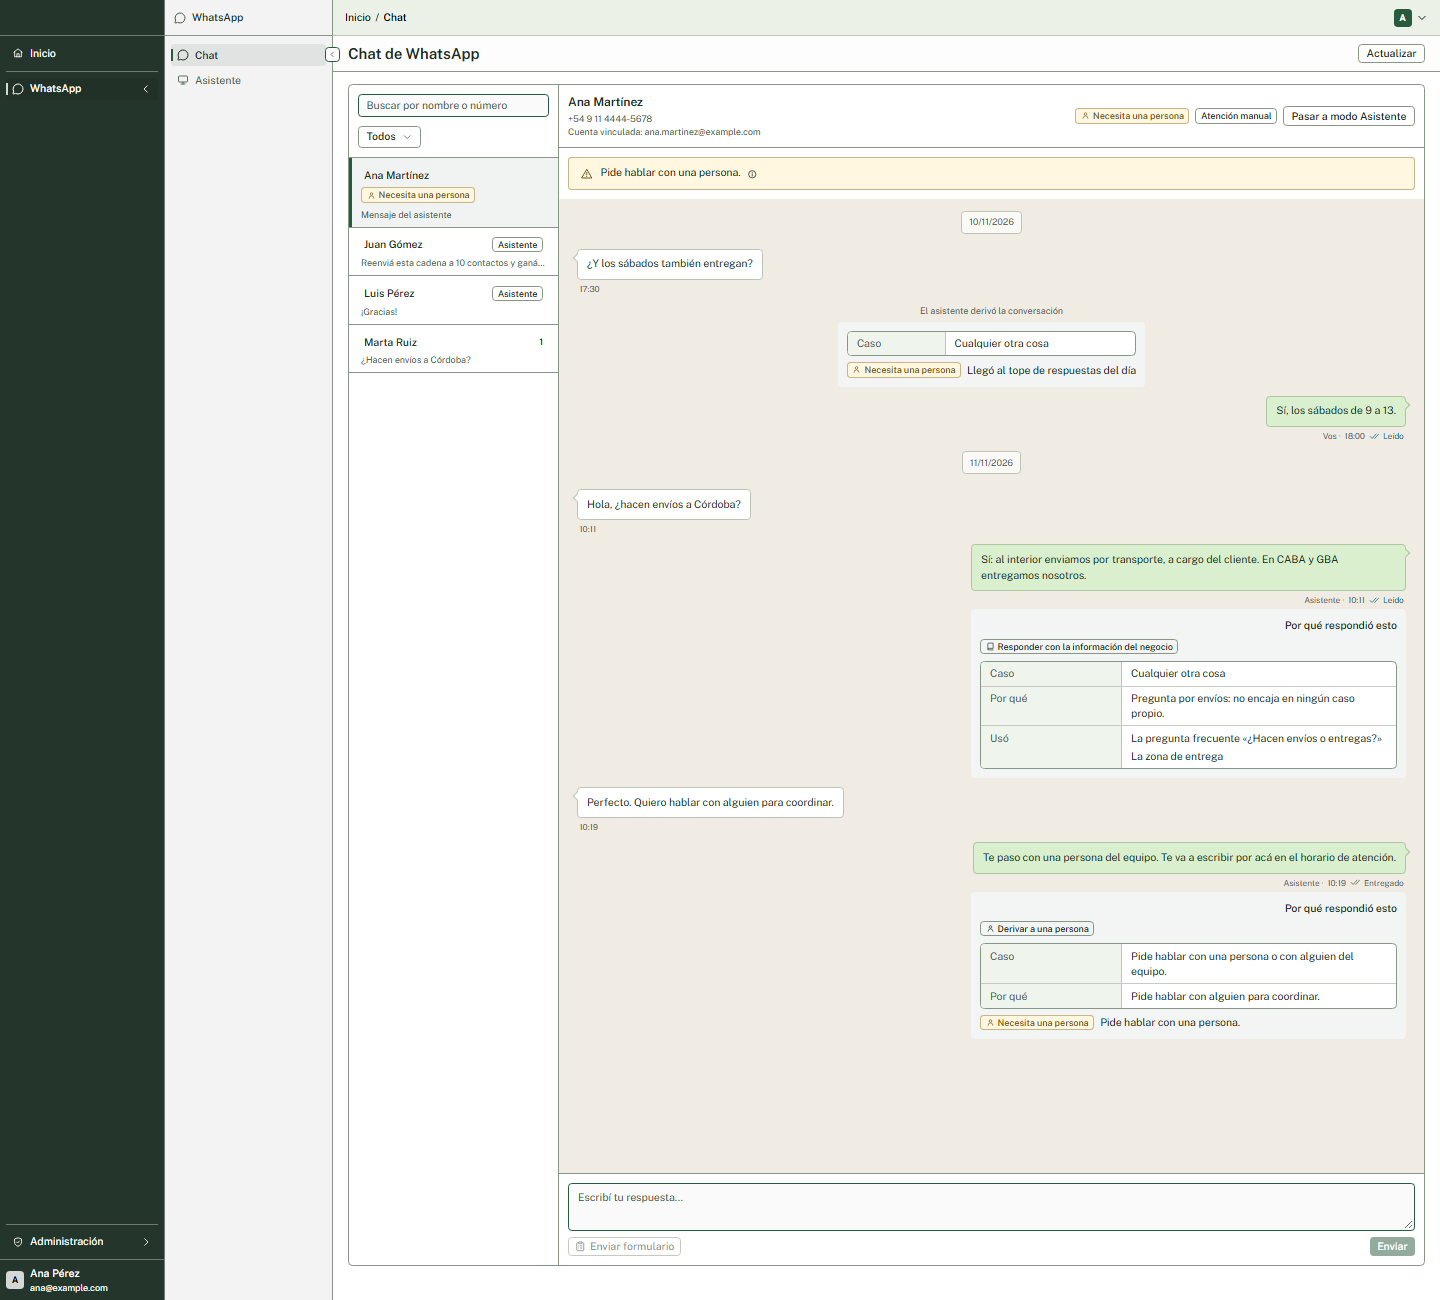 WhatsApp
Inicio / Chat
A
Inicio
WhatsApp
Chat
Asistente
Chat de WhatsApp
Actualizar
Buscar por nombre o número
Todos
Ana Martínez
Necesita una persona
Mensaje del asistente
Juan Gómez
Asistente
Reenviá esta cadena a 10 contactos y ganá...
Luis Pérez
Asistente
¡Gracias!
Marta Ruiz
1
¿Hacen envíos a Córdoba?
Ana Martínez
+54 9 11 4444-5678
Cuenta vinculada: ana.martinez@example.com
Necesita una persona
Atención manual
Pasar a modo Asistente
Pide hablar con una persona.
10/11/2026
¿Y los sábados también entregan?
17:30
El asistente derivó la conversación
Caso
Cualquier otra cosa
Necesita una persona
Llegó al tope de respuestas del día
Sí, los sábados de 9 a 13.
Vos · 18:00 Leído
11/11/2026
Hola, ¿hacen envíos a Córdoba?
10:11
Sí: al interior enviamos por transporte, a cargo del cliente. En CABA y GBA
entregamos nosotros.
Asistente · 10:11 Leído
Por qué respondió esto
Responder con la información del negocio
Caso
Cualquier otra cosa
Por qué
Pregunta por envíos: no encaja en ningún caso
propio.
Usó
La pregunta frecuente «¿Hacen envíos o entregas?»
La zona de entrega
Perfecto. Quiero hablar con alguien para coordinar.
10:19
Te paso con una persona del equipo. Te va a escribir por acá en el horario de atención.
Asistente · 10:19 Entregado
Por qué respondió esto
Derivar a una persona
Caso
Pide hablar con una persona o con alguien del
equipo.
Por qué
Pide hablar con alguien para coordinar.
Necesita una persona
Pide hablar con una persona.
Escribí tu respuesta...
Enviar formulario
Enviar
Administración
A
Ana Pérez
ana@example.com